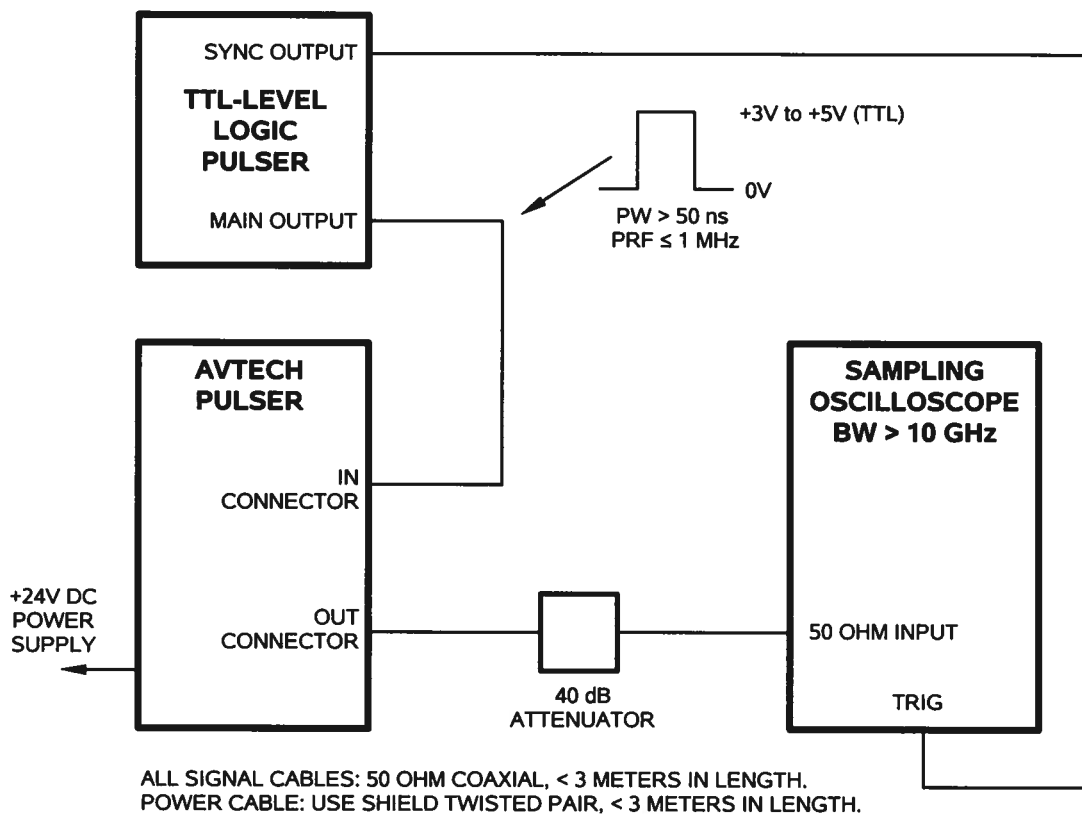 SYNC OUTPUT
TTL-LEVEL
LOGIC
PULSER
MAIN OUTPUT
+3V to +5V (TTL)
0V
PW > 50 ns
PRF ≤ 1 MHz
AVTECH
PULSER
IN
CONNECTOR
OUT
CONNECTOR
+24V DC
POWER
SUPPLY
40 dB
ATTENUATOR
SAMPLING
OSCILLOSCOPE
BW > 10 GHz
50 OHM INPUT
TRIG
ALL SIGNAL CABLES: 50 OHM COAXIAL, < 3 METERS IN LENGTH.
POWER CABLE: USE SHIELD TWISTED PAIR, < 3 METERS IN LENGTH.